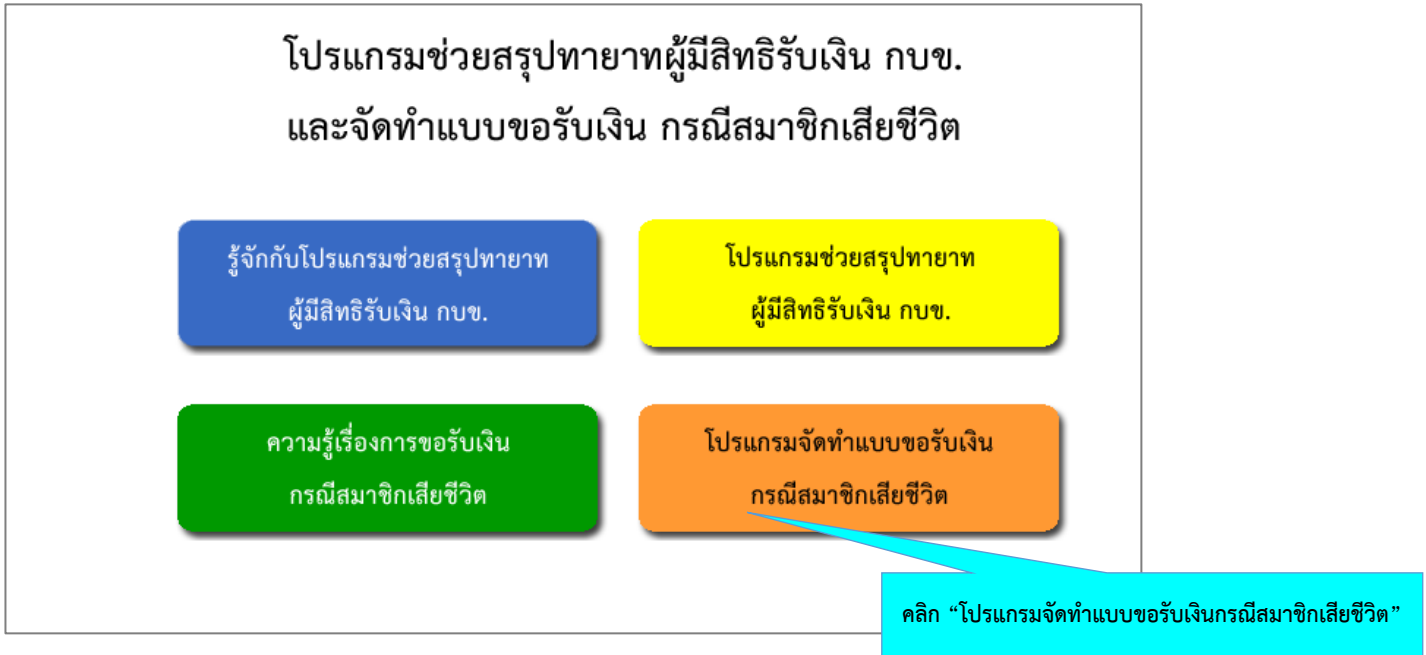 โปรแกรมช่วยสรุปทายาทผู้มีสิทธิรับเงิน กบข.
และจัดทำแบบขอรับเงิน กรณีสมาชิกเสียชีวิต
รู้จักกับโปรแกรมช่วยสรุปทายาท
ผู้มีสิทธิรับเงิน กบข.
โปรแกรมช่วยสรุปทายาท
ผู้มีสิทธิรับเงิน กบข.
ความรู้เรื่องการขอรับเงิน
กรณีสมาชิกเสียชีวิต
โปรแกรมจัดทำแบบขอรับเงิน
กรณีสมาชิกเสียชีวิต
คลิก “โปรแกรมจัดทำแบบขอรับเงินกรณีสมาชิกเสียชีวิต”